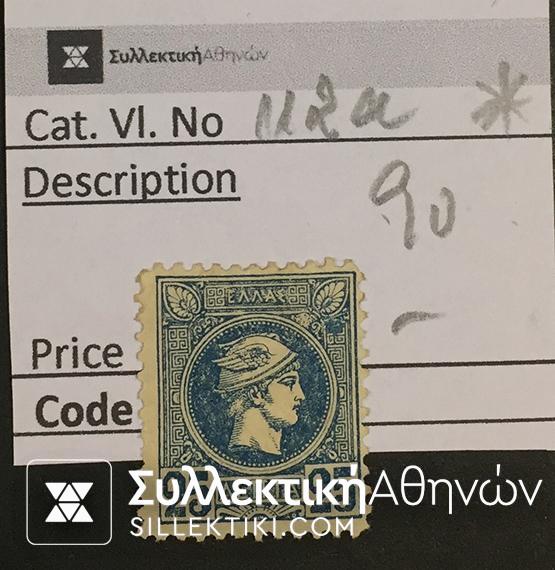 ΣυλλεκτικήΑθηνών
Cat. Vl. No 112a *
Description
90
ΕΛΛΑΣ
Price -
Code
25 25
ΣυλλεκτικήΑθηνών
SILLEKTIKI.COM